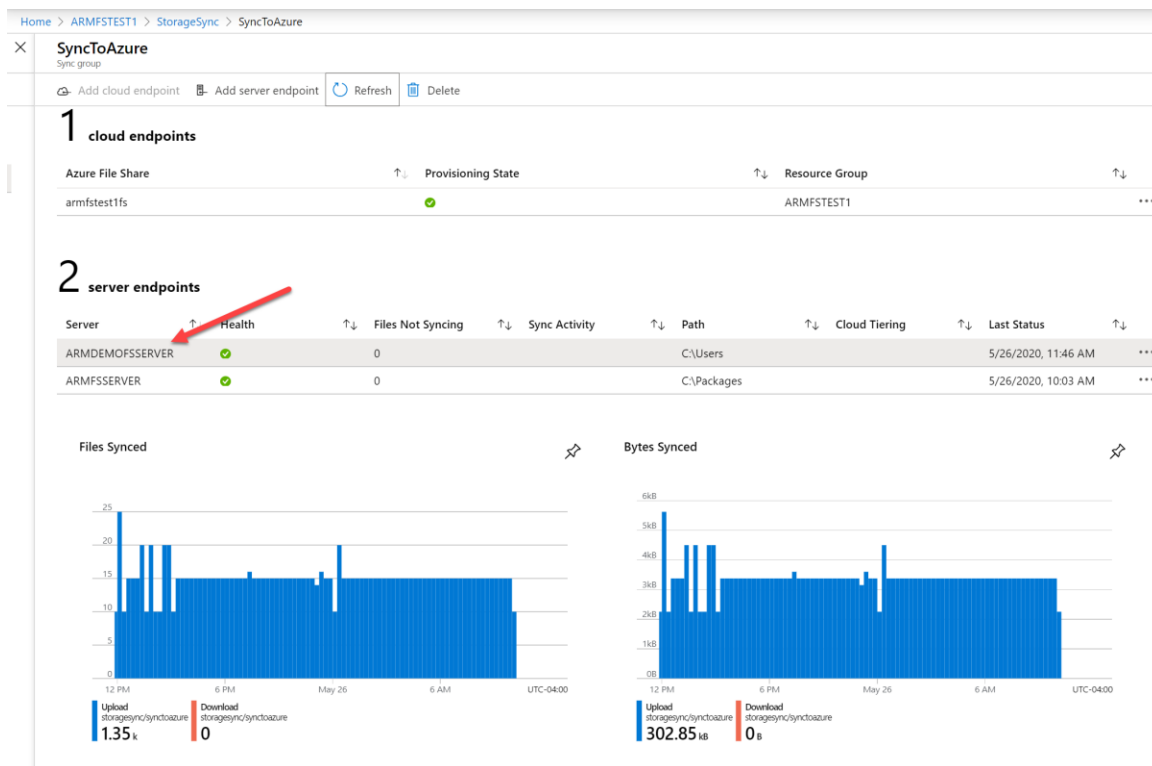 Home > ARMFSTEST1 > StorageSync > SyncToAzure
SyncToAzure
Sync group
Add cloud endpoint Add server endpoint Refresh Delete
1 cloud endpoints
Azure File Share Provisioning State Resource Group
armfstest1fs ARMFSTEST1
2 server endpoints
Server Health Files Not Syncing Sync Activity Path Cloud Tiering Last Status
ARMDEMOFSSERVER 0 C:\Users 5/26/2020, 11:46 AM
ARMFSSERVER 0 C:\Packages 5/26/2020, 10:03 AM
Files Synced
25
20
15
10
5
0
12 PM 6 PM May 26 6 AM UTC-04:00
Upload Download
storagesync/synctoazure storagesync/synctoazure
1.35 k 0
Bytes Synced
6kB
5kB
4kB
3kB
2kB
1kB
0B
12 PM 6 PM May 26 6 AM UTC-04:00
Upload Download
storagesync/synctoazure storagesync/synctoazure
302.85 kB 0 B